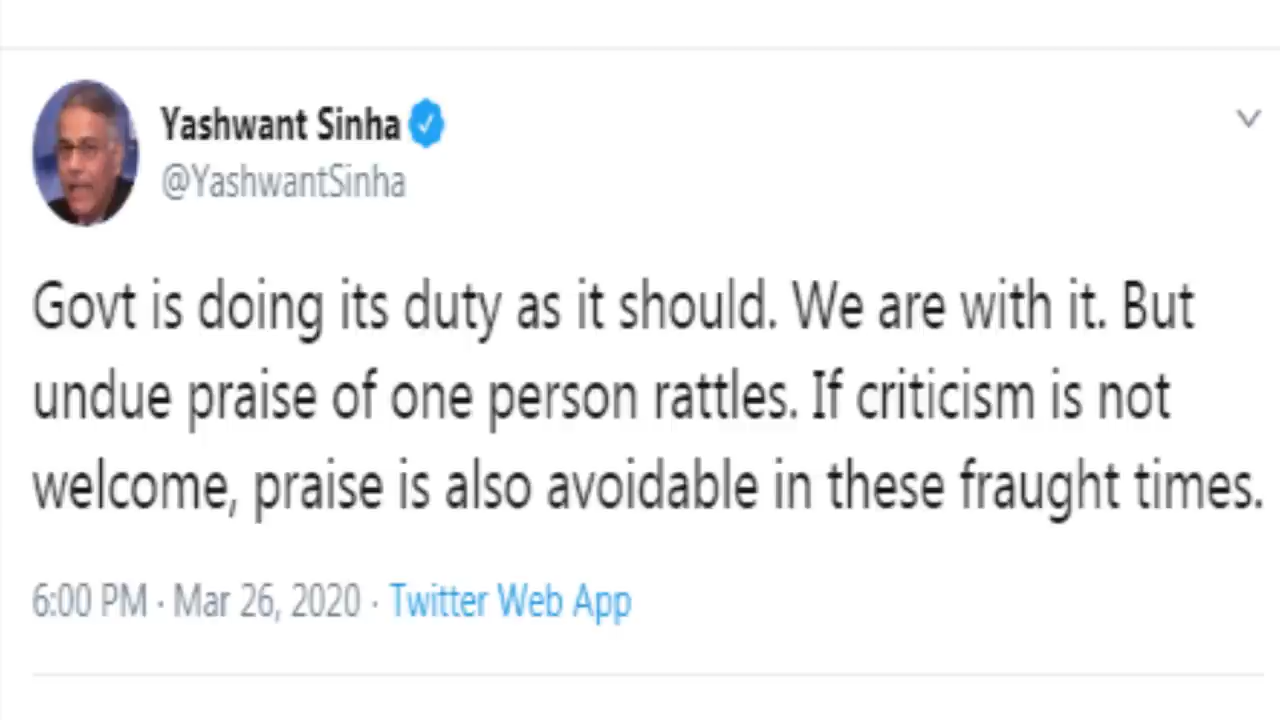 Yashwant Sinha
@YashwantSinha
Govt is doing its duty as it should. We are with it. But
undue praise of one person rattles. If criticism is not
welcome, praise is also avoidable in these fraught times.
6:00 PM · Mar 26, 2020 · Twitter Web App